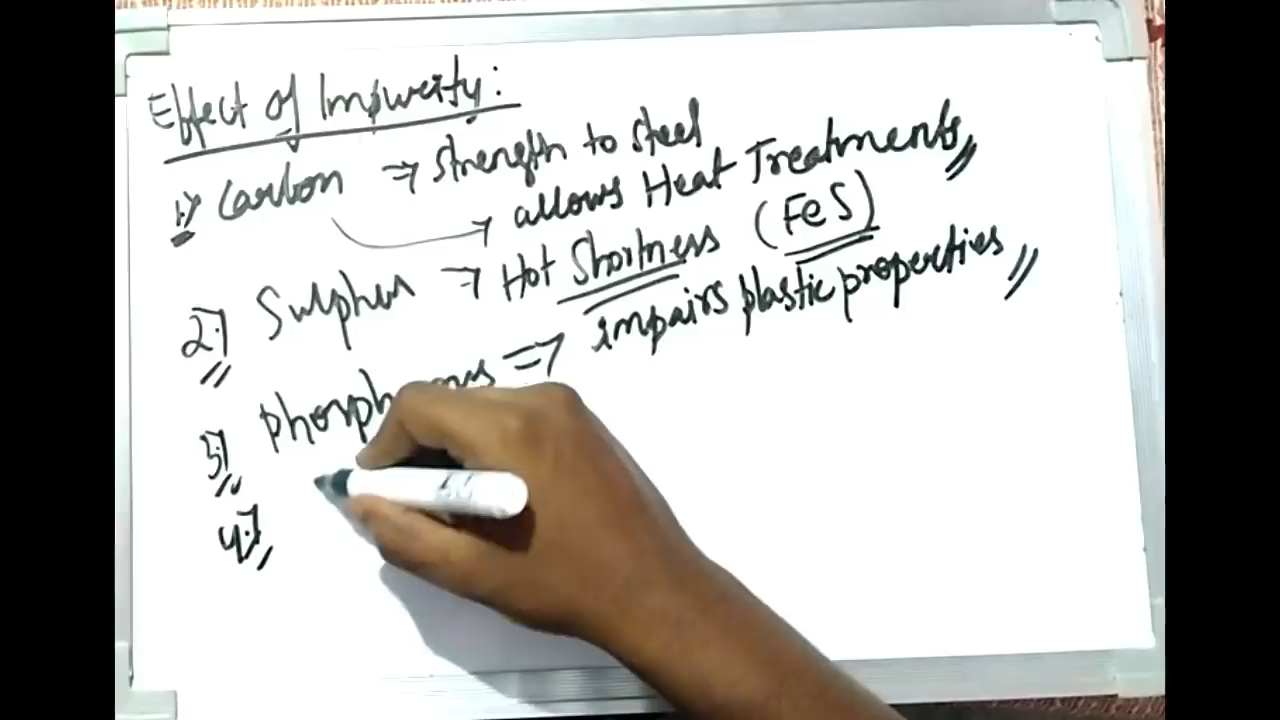 Effect of Impurity:
1.) Carbon => Strength to Steel
→ allows Heat Treatments
2.) Sulphur => Hot Shortness (FeS)
3.) => impairs plastic properties
4.)